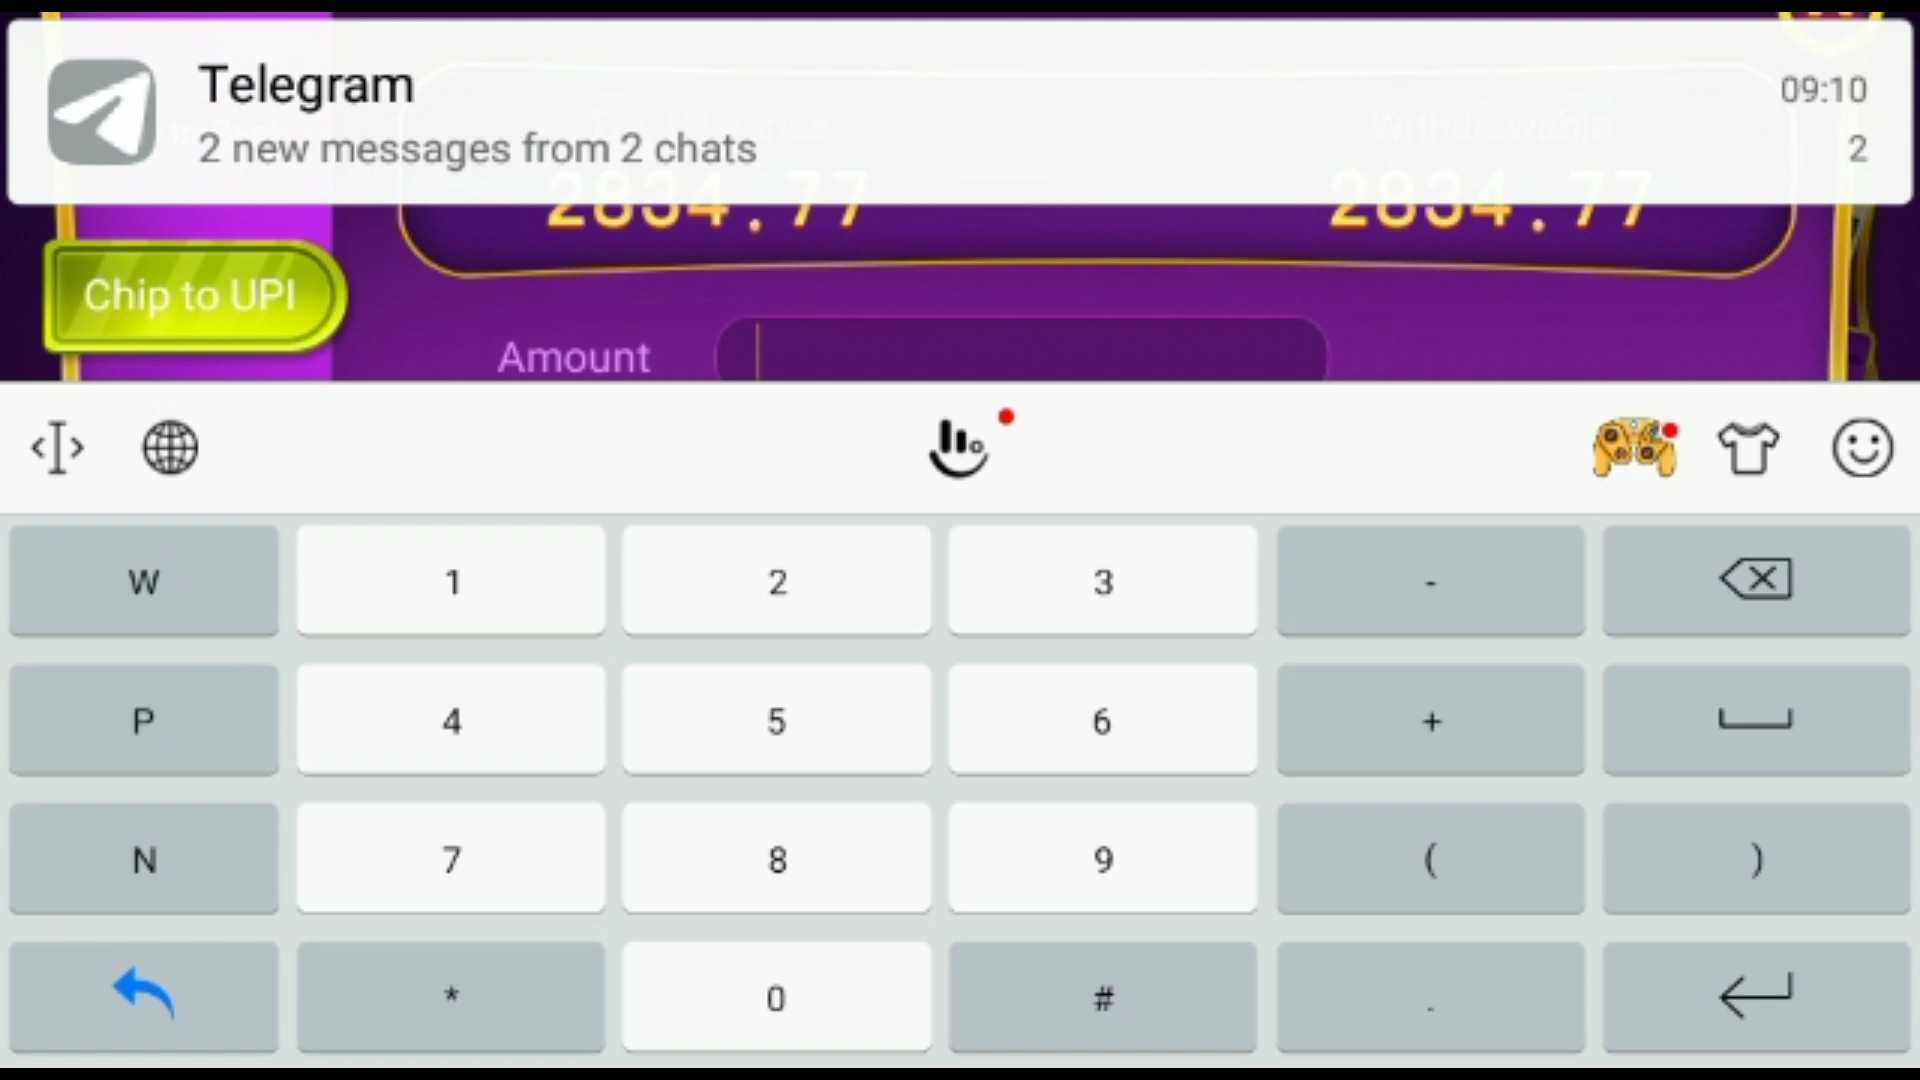 Telegram
09:10
2 new messages from 2 chats
2
Withdrawable
2834.77
2834.77
Chip to UPI
Amount
W 1 2 3 -
P 4 5 6 +
N 7 8 9 ( )
* 0 # .